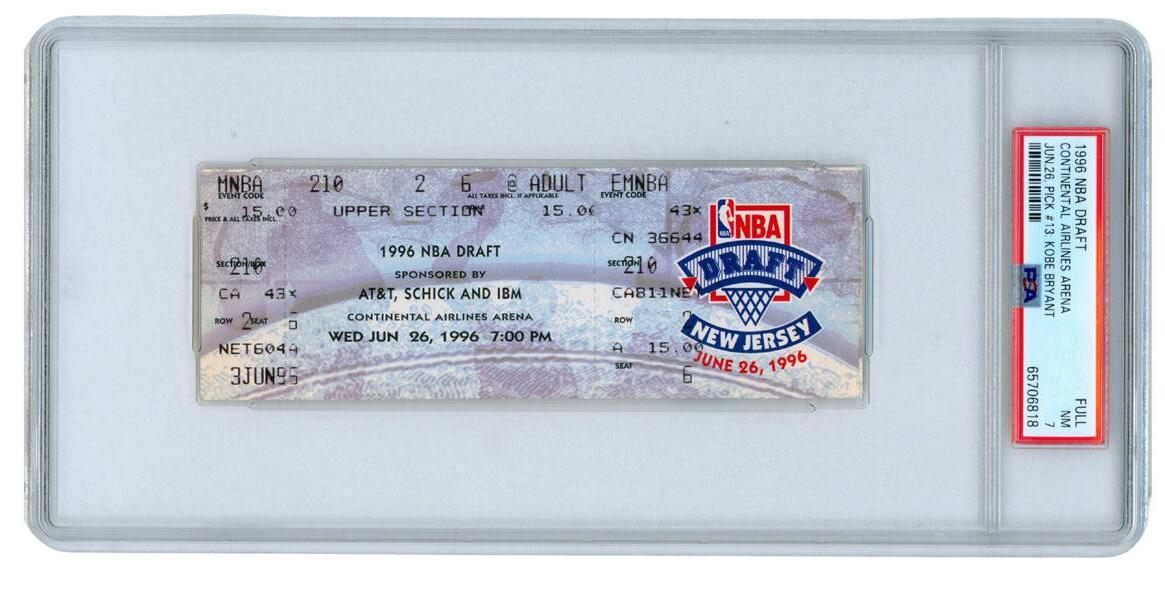 MNBA 210 2 6 @ ADULT EMNBA
EVENT CODE ALL TAXES INCL. IF APPLICABLE EVENT CODE
$ 15.00 UPPER SECTION 15.00 43X
PRICE & ALL TAXES INCL.
CN 36644
SECTION/BOX 210 1996 NBA DRAFT SECTION 210
SPONSORED BY
CA 43X AT&T, SCHICK AND IBM CA811NE
CONTINENTAL AIRLINES ARENA
ROW 2 SEAT 6 WED JUN 26, 1996 7:00 PM ROW 2
NET6044 A 15.00
3JUN96 SEAT 6
NBA
NBA
DRAFT
NEW JERSEY
JUNE 26, 1996
1996 NBA DRAFT FULL
CONTINENTAL AIRLINES ARENA NM
JUN.26 PICK #13: KOBE BRYANT 7
PSA
65706818